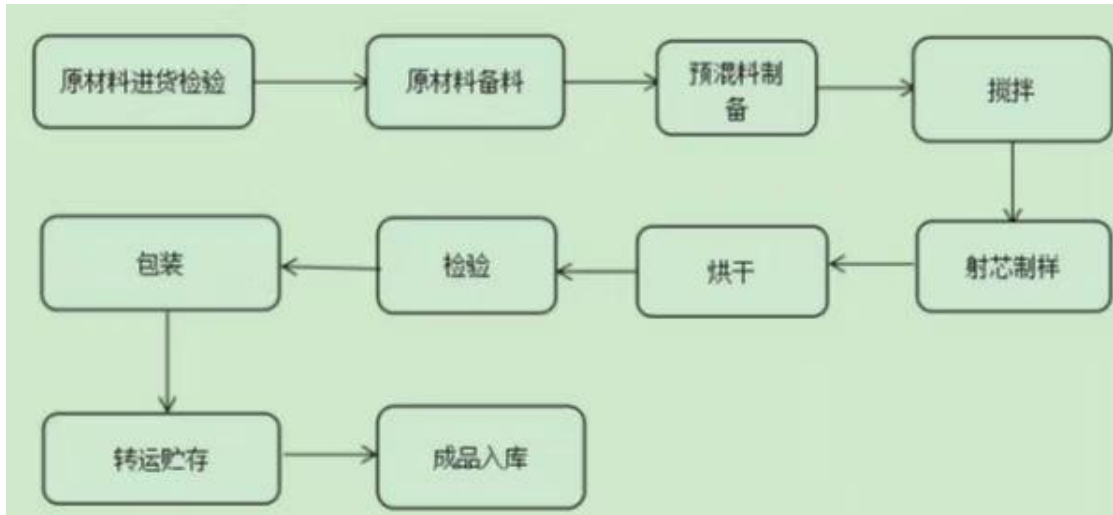 原材料进货检验
原材料备料
预混料制
备
搅拌
射芯制样
烘干
检验
包装
转运贮存
成品入库